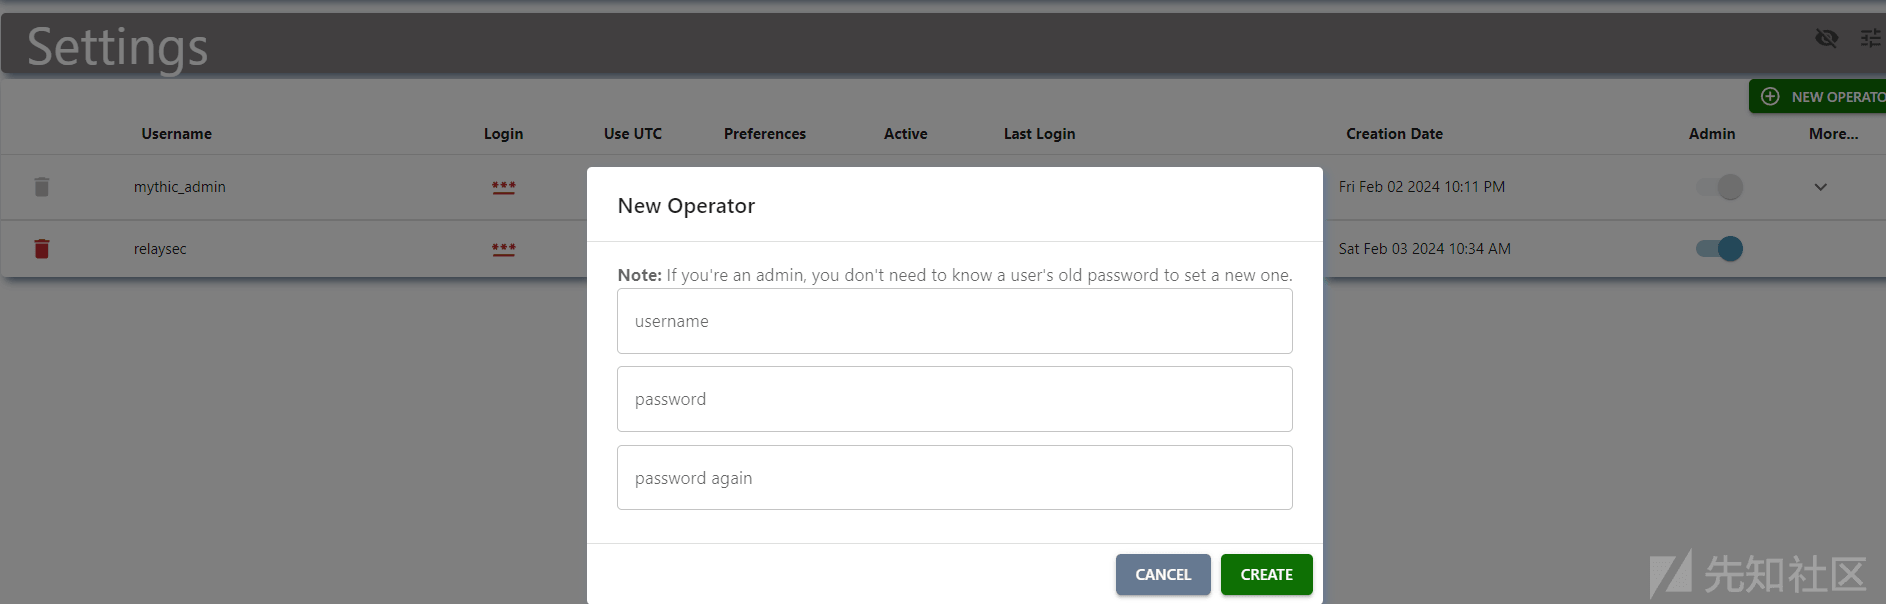 Settings
NEW OPERATO
Username Login Use UTC Preferences Active Last Login Creation Date Admin More...
mythic_admin *** Fri Feb 02 2024 10:11 PM
relaysec *** Sat Feb 03 2024 10:34 AM
New Operator
Note: If you're an admin, you don't need to know a user's old password to set a new one.
username
password
password again
CANCEL CREATE
先知社区